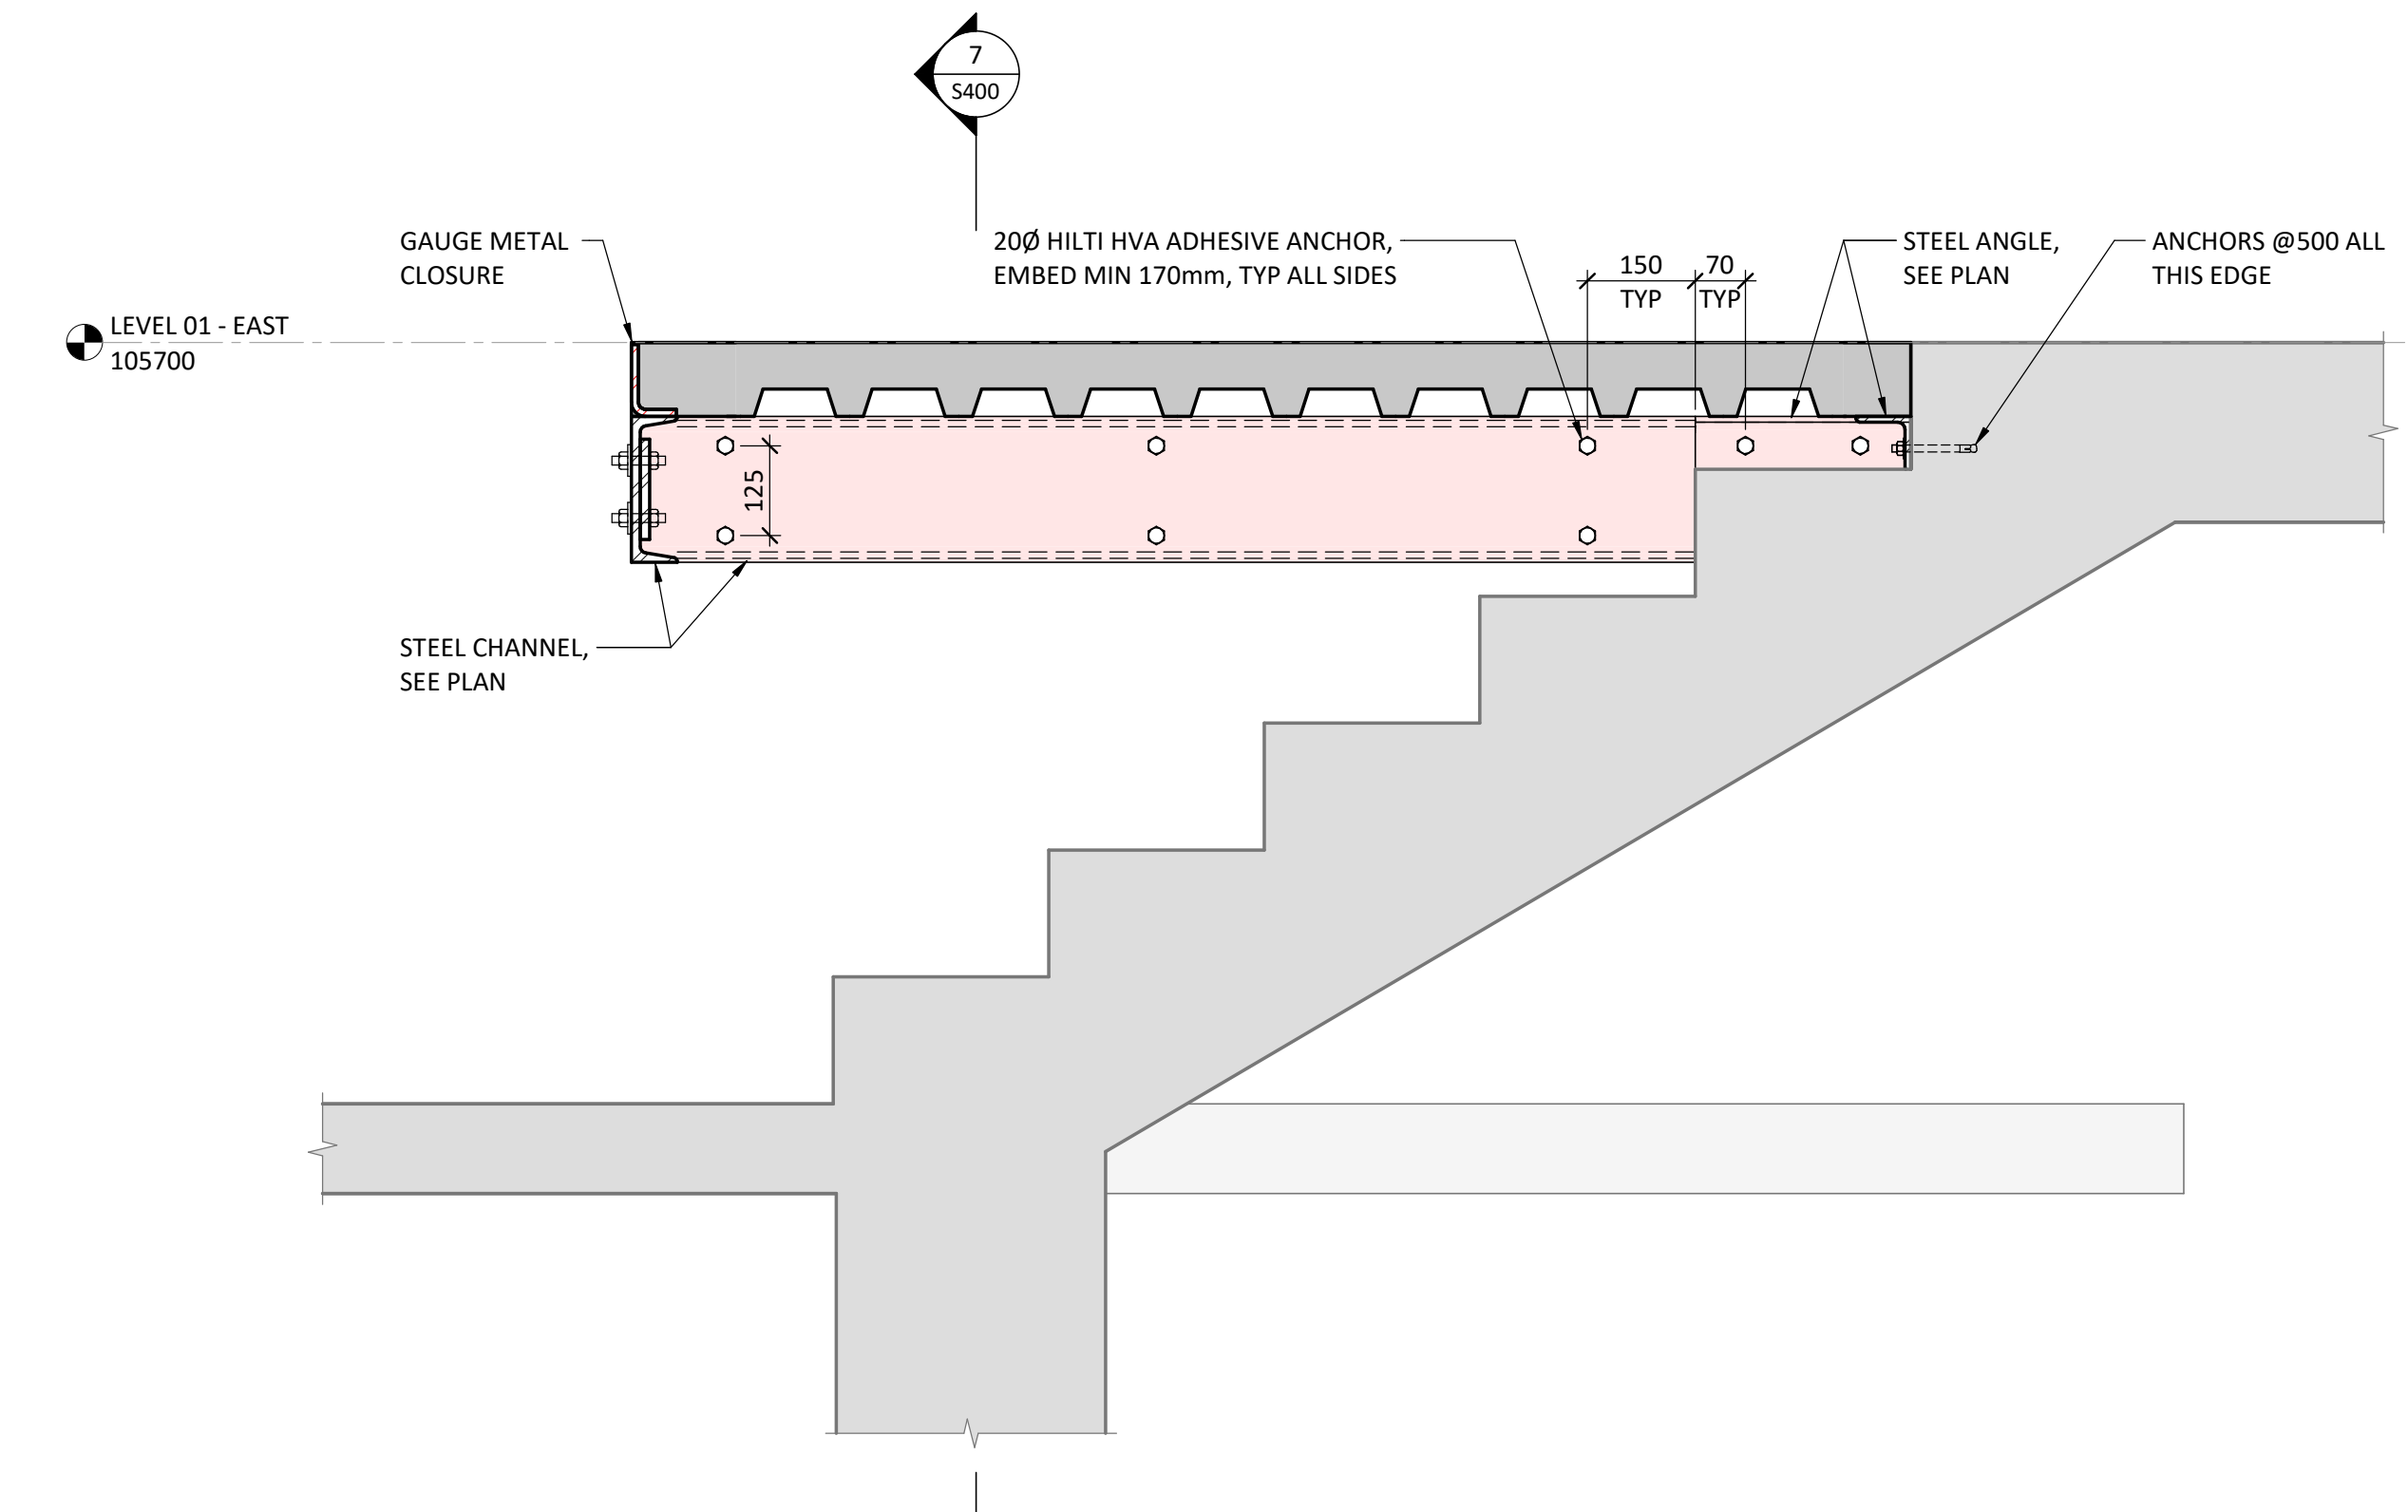 7
S400
GAUGE METAL
CLOSURE
20Ø HILTI HVA ADHESIVE ANCHOR,
EMBED MIN 170mm, TYP ALL SIDES
150
TYP
70
TYP
STEEL ANGLE,
SEE PLAN
ANCHORS @500 ALL
THIS EDGE
LEVEL 01 - EAST
105700
125
STEEL CHANNEL,
SEE PLAN